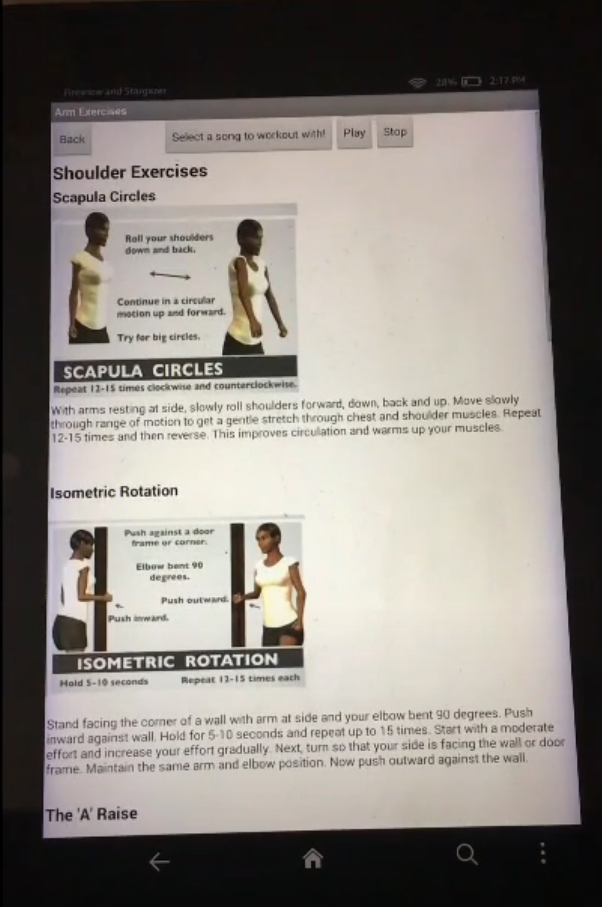 Firestew and Stargazer
28% 2:17 PM
Arm Exercises
Back
Select a song to workout with!
Play
Stop
Shoulder Exercises
Scapula Circles
Roll your shoulders
down and back.
Continue in a circular
motion up and forward.
Try for big circles.
SCAPULA CIRCLES
Repeat 12-15 times clockwise and counterclockwise.
With arms resting at side, slowly roll shoulders forward, down, back and up. Move slowly
through range of motion to get a gentle stretch through chest and shoulder muscles. Repeat
12-15 times and then reverse. This improves circulation and warms up your muscles.
Isometric Rotation
Push against a door
frame or corner.
Elbow bent 90
degrees.
Push outward.
Push inward.
ISOMETRIC ROTATION
Hold 5-10 seconds
Repeat 12-15 times each
Stand facing the corner of a wall with arm at side and your elbow bent 90 degrees. Push
inward against wall. Hold for 5-10 seconds and repeat up to 15 times. Start with a moderate
effort and increase your effort gradually. Next, turn so that your side is facing the wall or door
frame. Maintain the same arm and elbow position. Now push outward against the wall.
The 'A' Raise